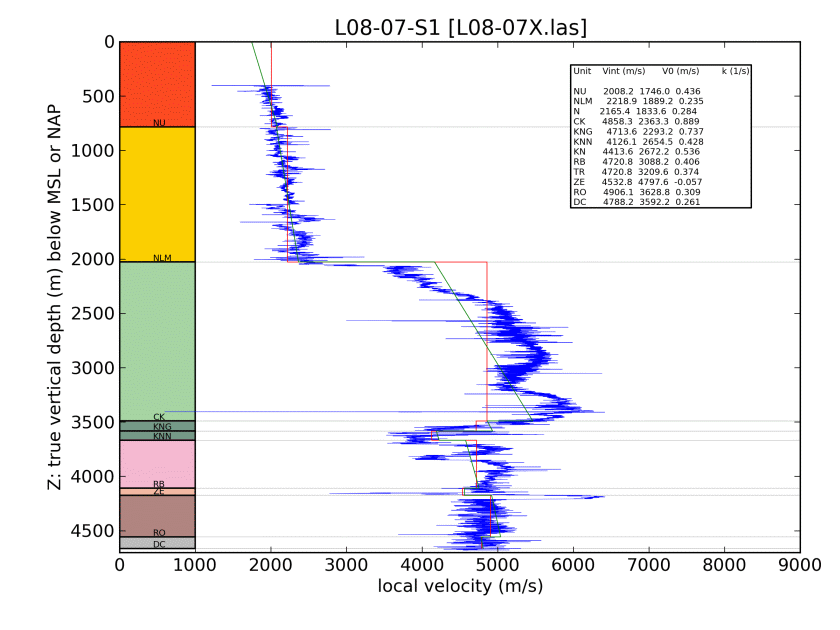 L08-07-S1 [L08-07X.las]
Z: true vertical depth (m) below MSL or NAP
0
500
1000
1500
2000
2500
3000
3500
4000
4500
NU
NLM
CK
KNG
KNN
RB
ZE
RO
DC
Unit Vint (m/s) V0 (m/s) k (1/s)
NU 2008.2 1746.0 0.436
NLM 2218.9 1889.2 0.235
N 2165.4 1833.6 0.284
CK 4858.3 2363.3 0.889
KNG 4713.6 2293.2 0.737
KNN 4126.1 2654.5 0.428
KN 4413.6 2672.2 0.536
RB 4720.8 3088.2 0.406
TR 4720.8 3209.6 0.374
ZE 4532.8 4797.6 -0.057
RO 4906.1 3628.8 0.309
DC 4788.2 3592.2 0.261
0 1000 2000 3000 4000 5000 6000 7000 8000 9000
local velocity (m/s)